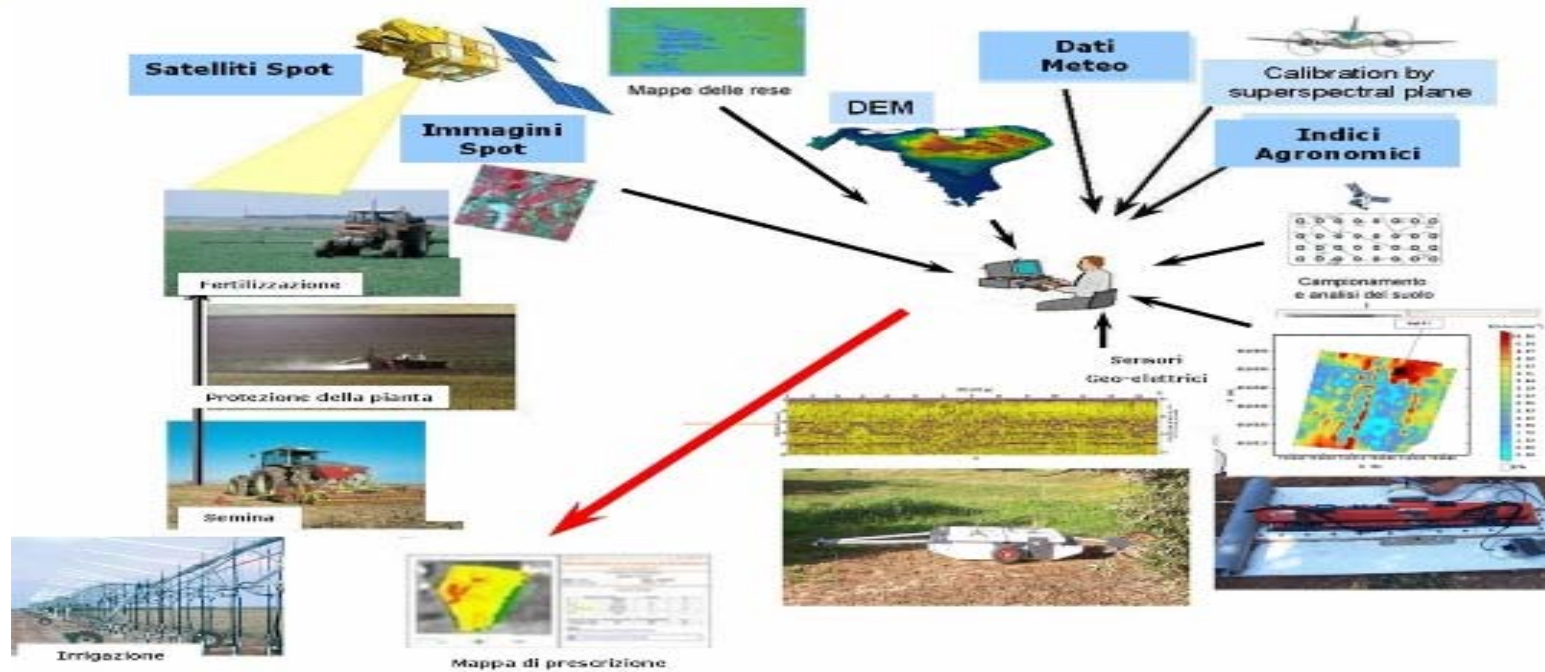 Satelliti Spot
Mappe delle rese
Dati
Meteo
Calibration by
superspectral plane
DEM
Immagini
Spot
Indici
Agronomici
Fertilizzazione
Campionamento
e analisi del suolo
Sensori
Geo-elettrici
Protezione della pianta
Semina
Irrigazione
Mappa di prescrizione